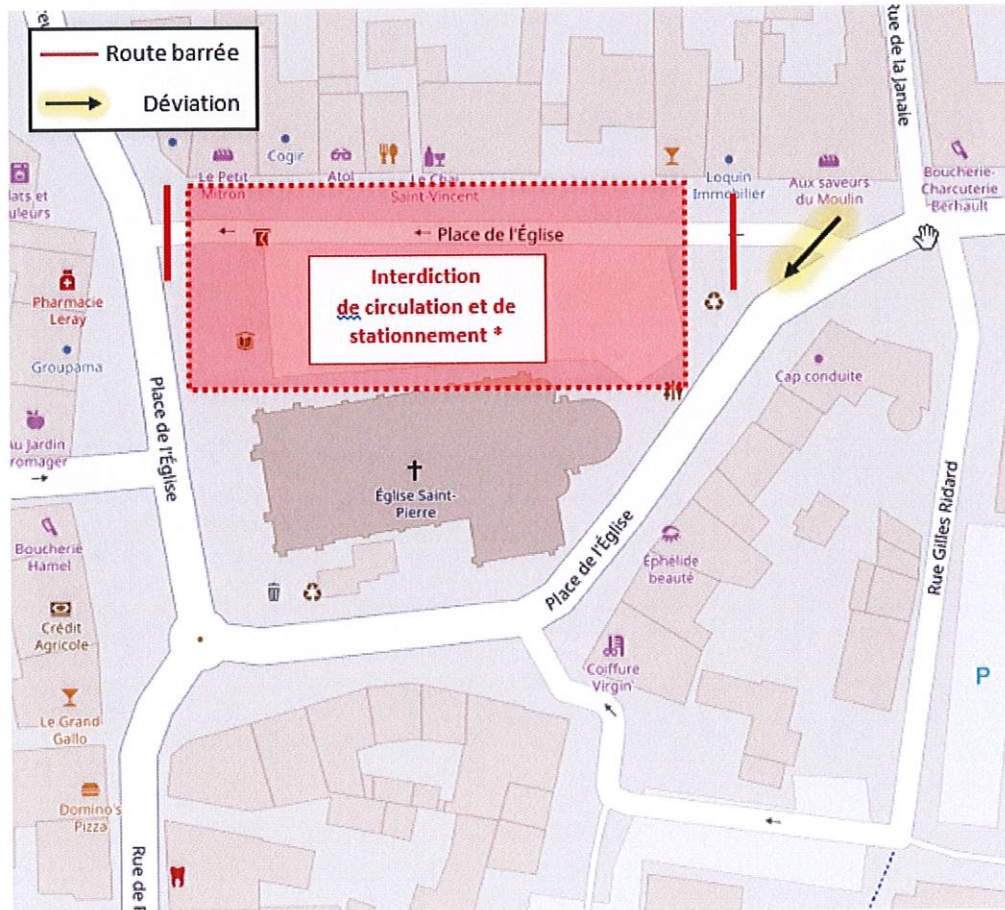 Route barrée
Déviation
Rue de la Janaie
Cogir
Le Petit
Mitron
Atol
Le Chai
Saint-Vincent
Loquin
Immobilier
Aux saveurs
du Moulin
Boucherie-
Charcuterie
Berhault
← Place de l'Église
Interdiction
de circulation et de
stationnement *
Pharmacie
Leray
Groupama
Au Jardin
Place de l'Église
Cap conduite
Église Saint-
Pierre
Boucherie
Hamel
Crédit
Agricole
Le Grand
Gallo
Domino's
Pizza
Place de l'Église
Éphélide
beauté
Rue Gilles Ridard
Coiffure
Virgin'
P
Rue de